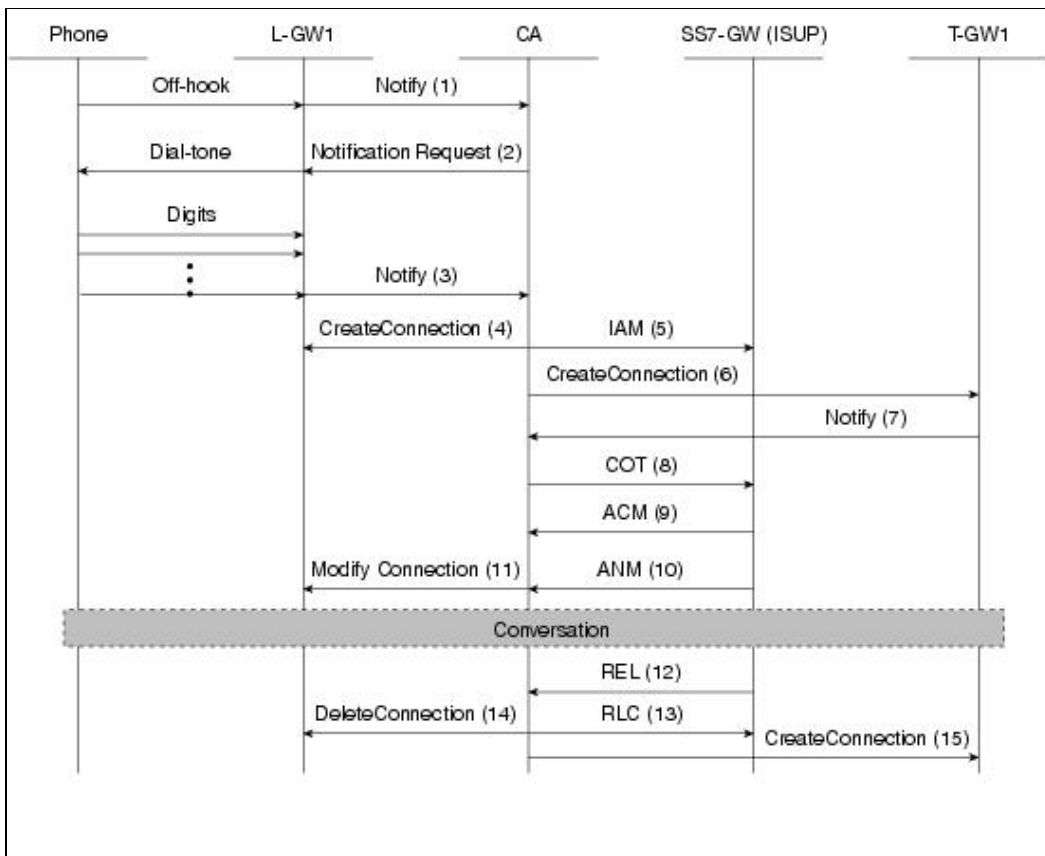 Phone L-GW1 CA SS7-GW (ISUP) T-GW1
Off-hook Notify (1)
Dial-tone Notification Request (2)
Digits
Notify (3)
CreateConnection (4) IAM (5)
CreateConnection (6)
Notify (7)
COT (8)
ACM (9)
Modify Connection (11) ANM (10)
Conversation
REL (12)
DeleteConnection (14) RLC (13)
CreateConnection (15)